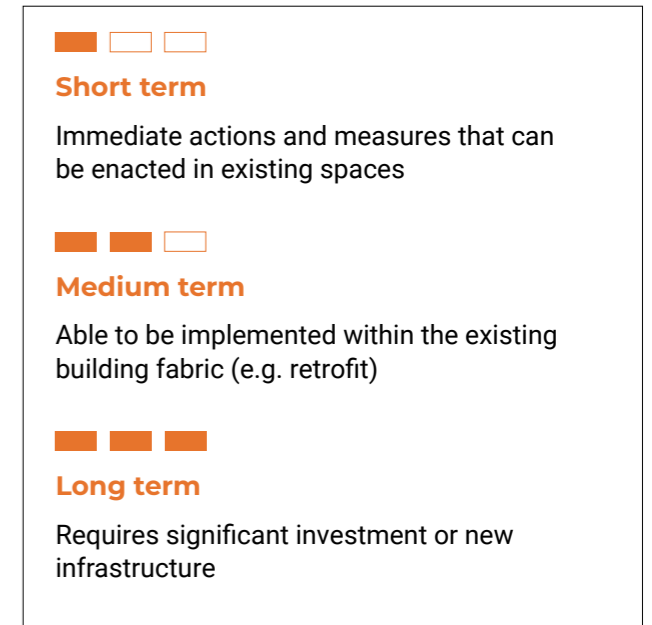 Short term
Immediate actions and measures that can
be enacted in existing spaces
Medium term
Able to be implemented within the existing
building fabric (e.g. retrofit)
Long term
Requires significant investment or new
infrastructure